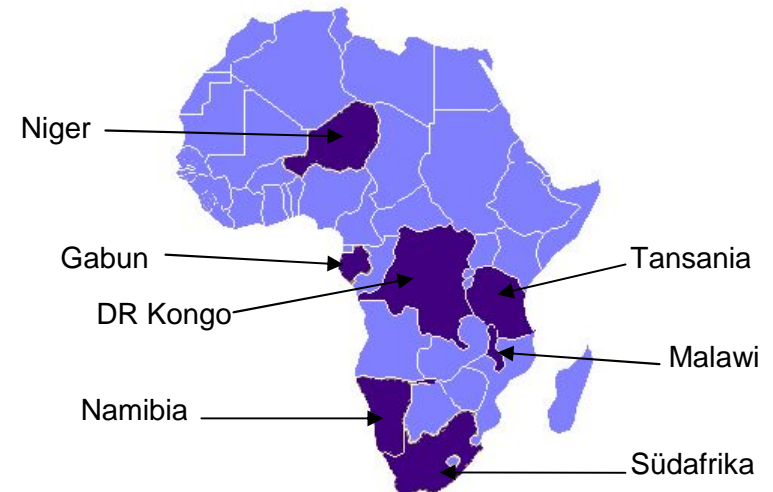 Niger
Gabun
Tansania
DR Kongo
Malawi
Namibia
Südafrika